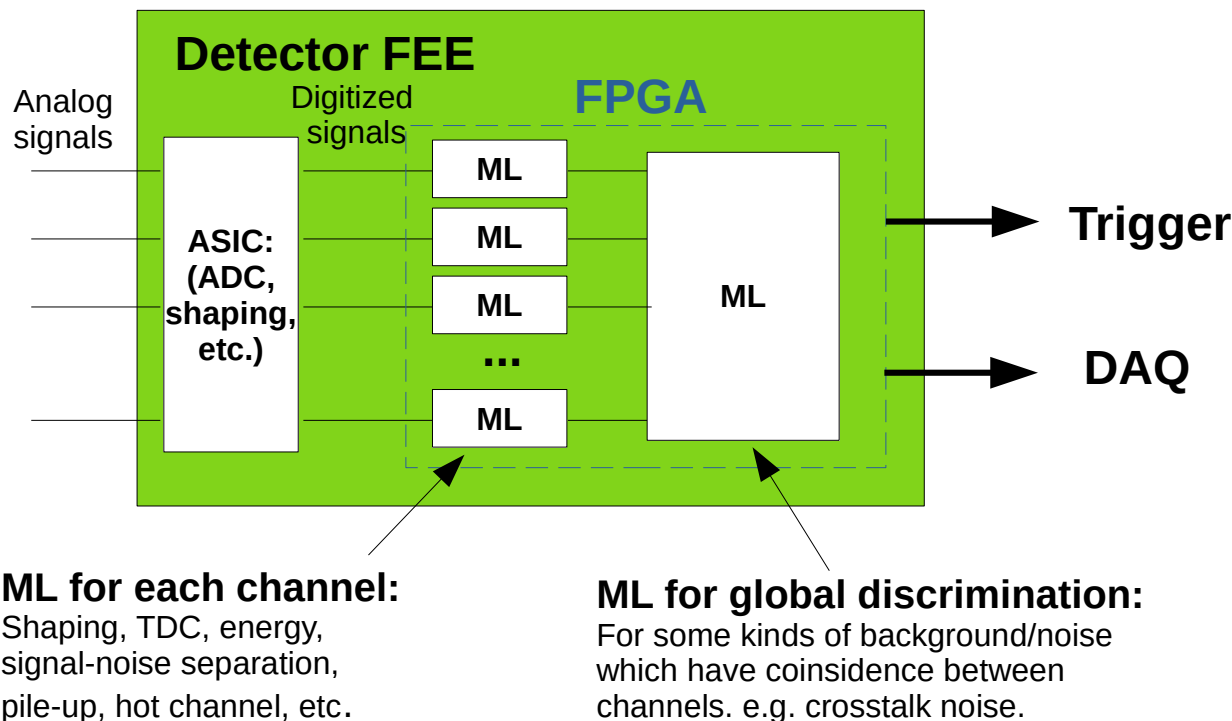 Detector FEE
Analog
signals
Digitized
signals
FPGA
ASIC:
(ADC,
shaping,
etc.)
ML
ML
ML
...
ML
ML
Trigger
DAQ
ML for each channel:
Shaping, TDC, energy,
signal-noise separation,
pile-up, hot channel, etc.
ML for global discrimination:
For some kinds of background/noise
which have coinsidence between
channels. e.g. crosstalk noise.